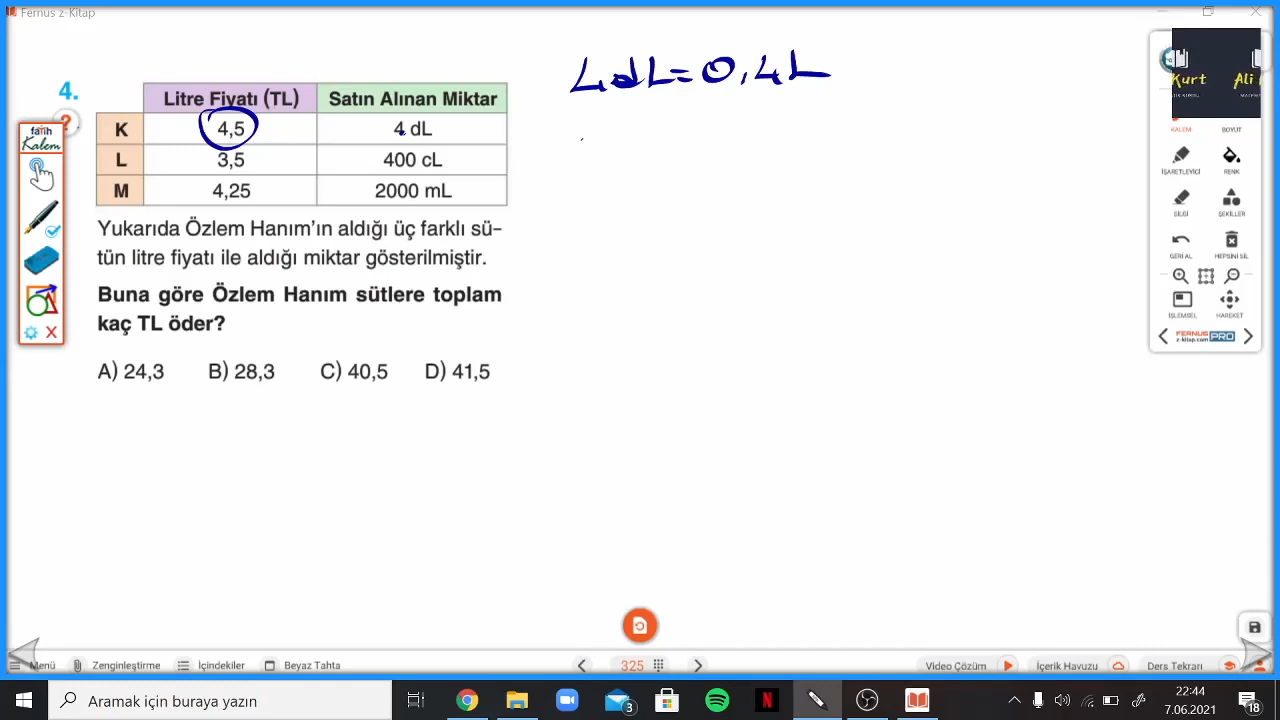 Fernus z-Kitap
4 dL = 0,4 L
4.
Litre Fiyatı (TL) Satın Alınan Miktar
K 4,5 4 dL
L 3,5 400 cL
M 4,25 2000 mL
Yukarıda Özlem Hanım'ın aldığı üç farklı sü-
tün litre fiyatı ile aldığı miktar gösterilmiştir.
Buna göre Özlem Hanım sütlere toplam
kaç TL öder?
A) 24,3 B) 28,3 C) 40,5 D) 41,5
?
fatih
Kalem
Kurt Ali
KALEM BOYUT
İŞARETLEYİCİ RENK
SİLGİ ŞEKİLLER
GERİ AL HEPSİNİ SİL
İŞLEMSEL HAREKET
FERNUS
z-kitap.com PRO
Menü Zenginleştirme İçindekiler Beyaz Tahta 325 Video Çözüm İçerik Havuzu Ders Tekrarı
Aramak için buraya yazın 3 N 22:44
7.06.2021 18